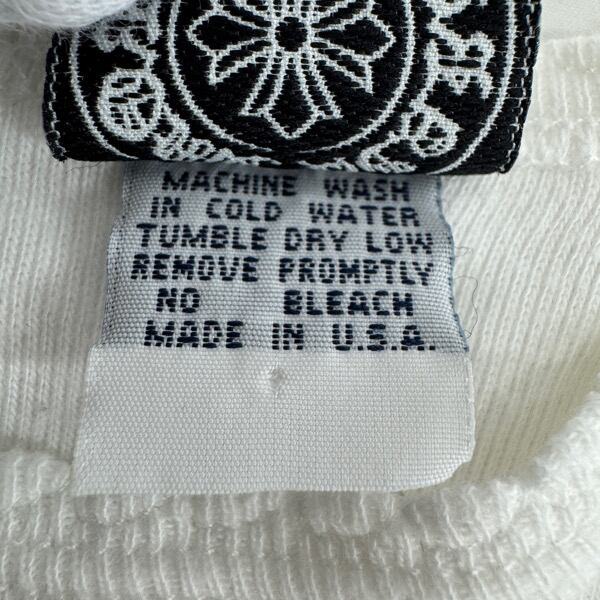 MACHINE WASH
IN COLD WATER
TUMBLE DRY LOW
REMOVE PROMPTLY
NO BLEACH
MADE IN U.S.A.